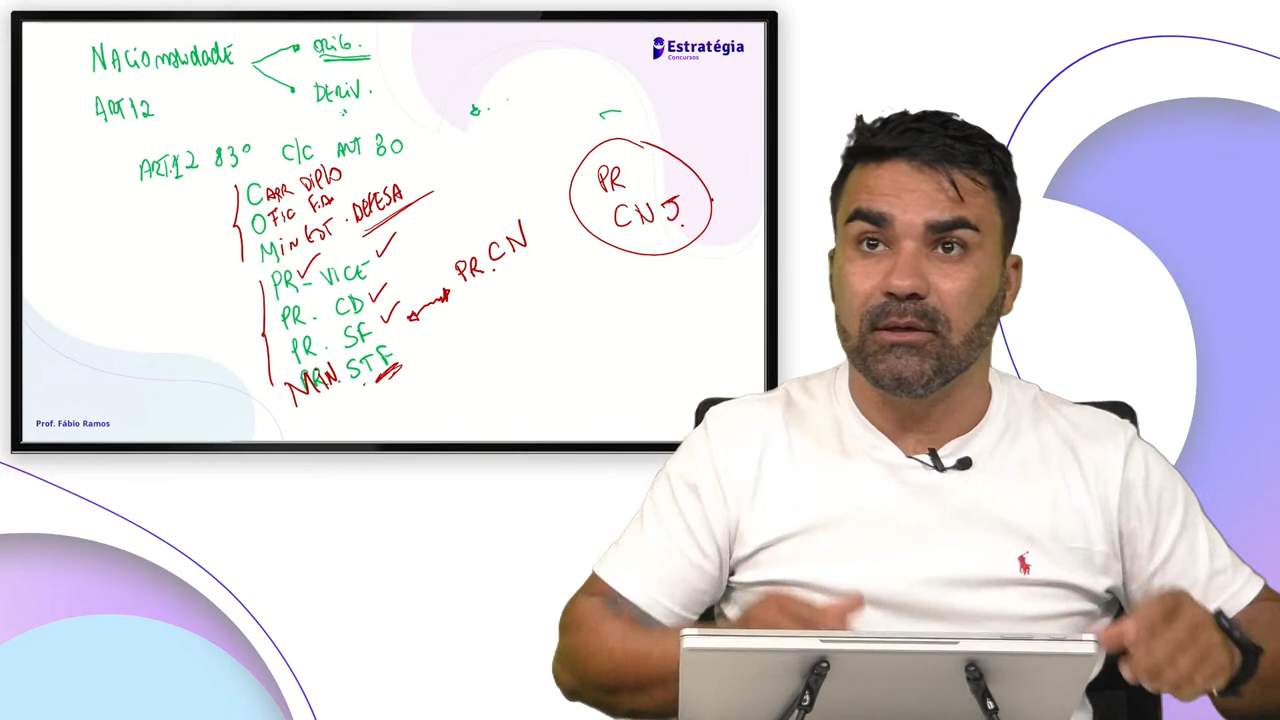 NACIONALIDADE
ORIG.
DERIV.
ART 12
ART.12 §3º C/C ART 80
CARR DIPLO
OFIC F.A
MIN EST. DEFESA
PR - VICE
PR. CD
PR. SF
MIN. STF
PR. CN
PR
CNJ
Estratégia
Concursos
Prof. Fábio Ramos